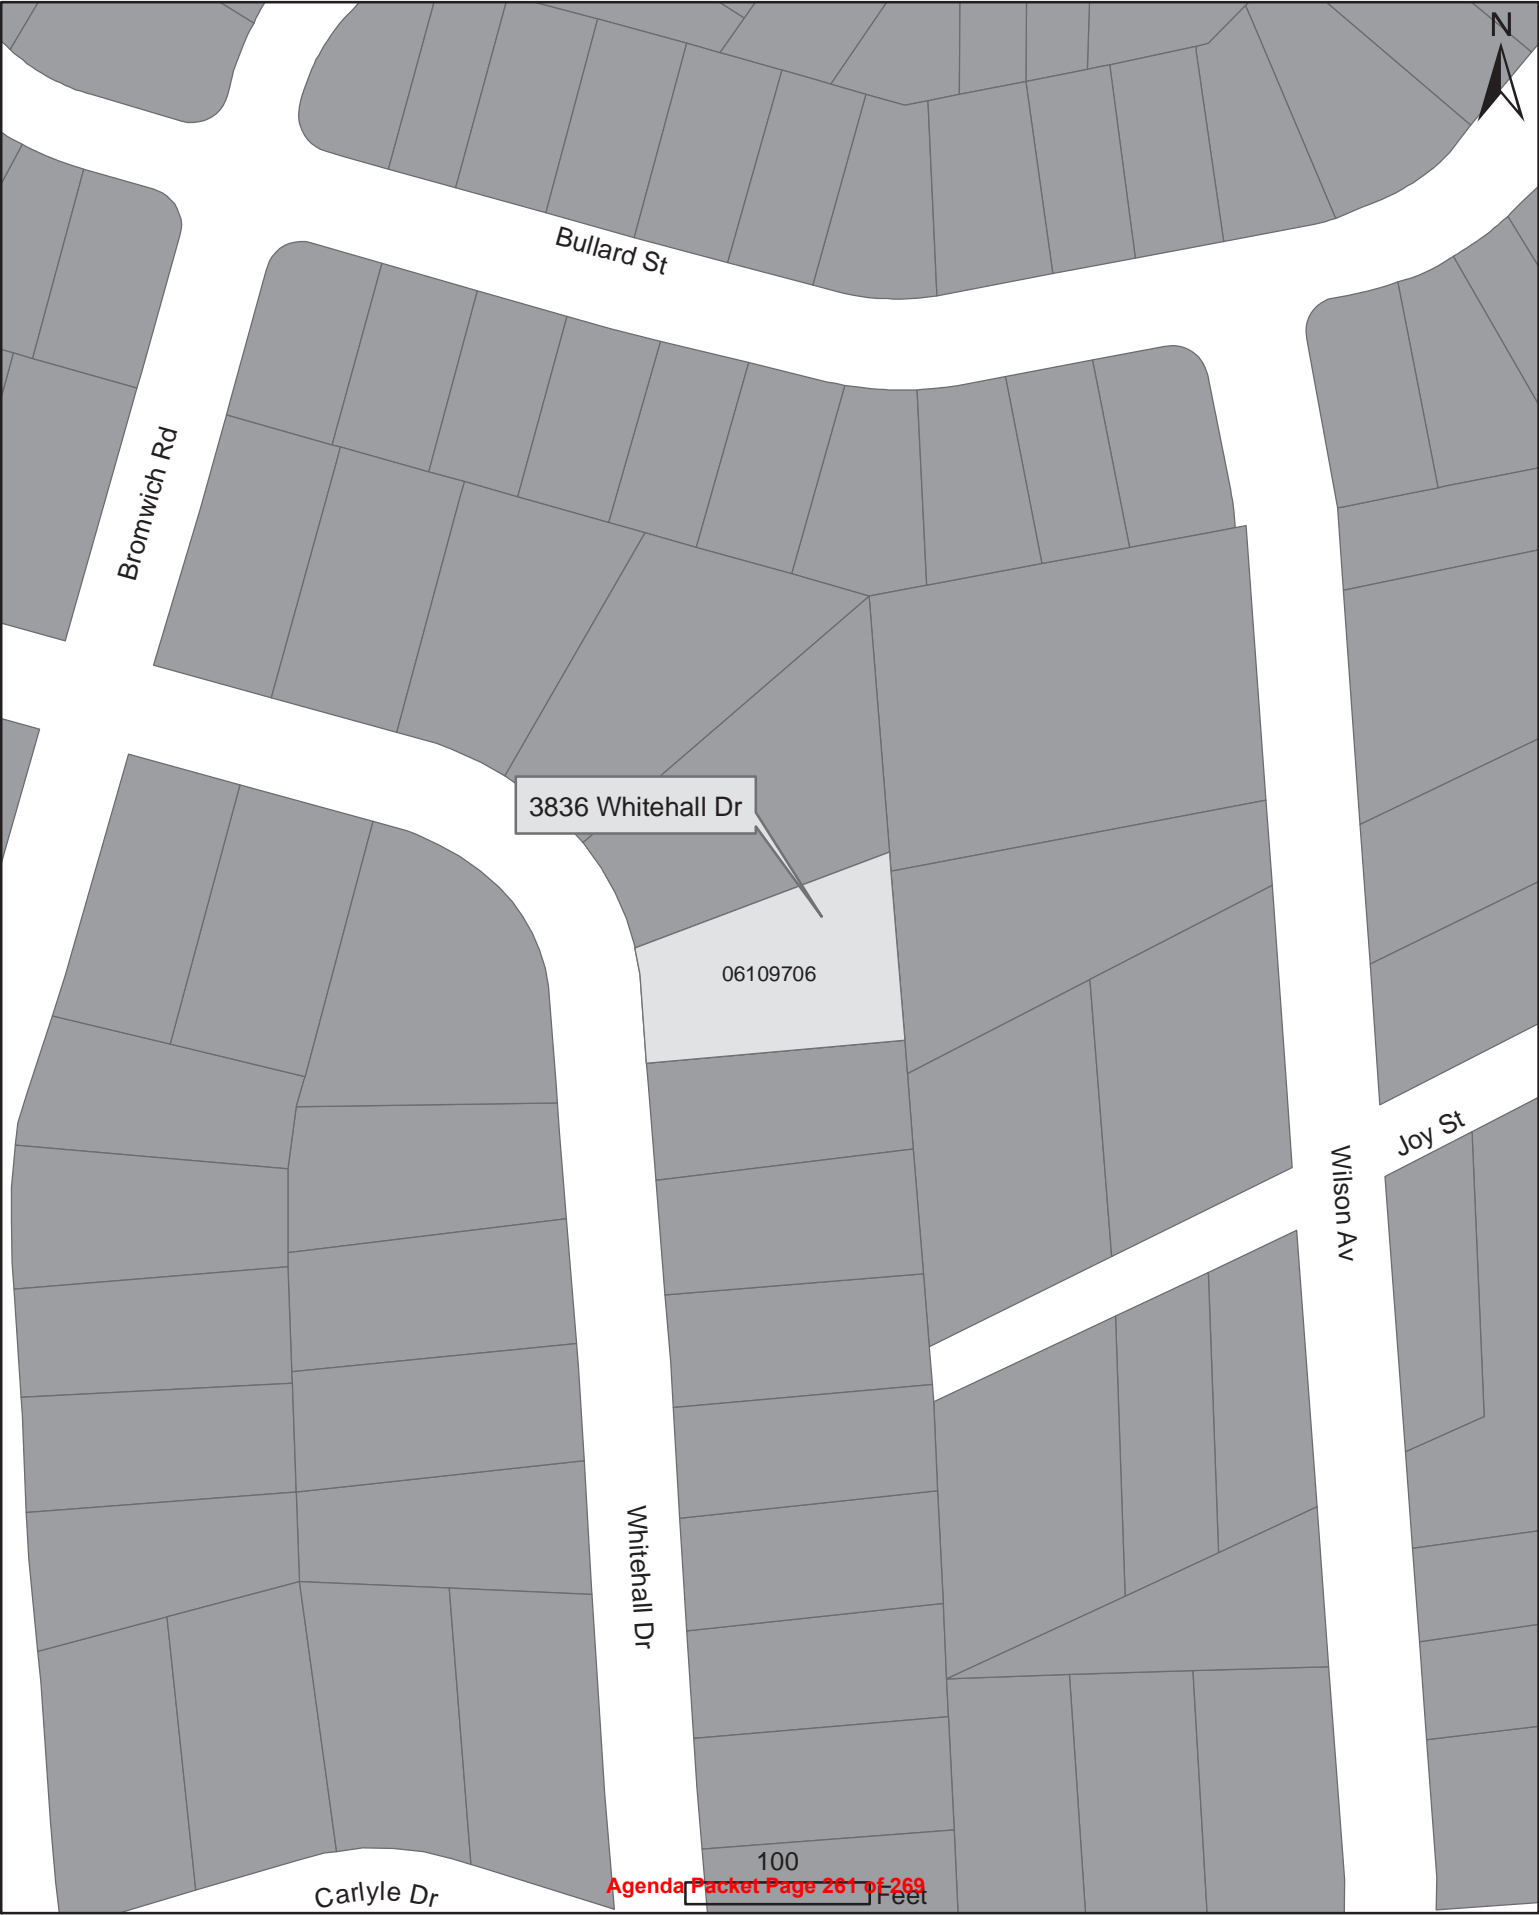 N
Bullard St
Bromwich Rd
3836 Whitehall Dr
06109706
Joy St
Wilson Av
Whitehall Dr
100
Agenda Packet Page 261 of 269
Feet
Carlyle Dr